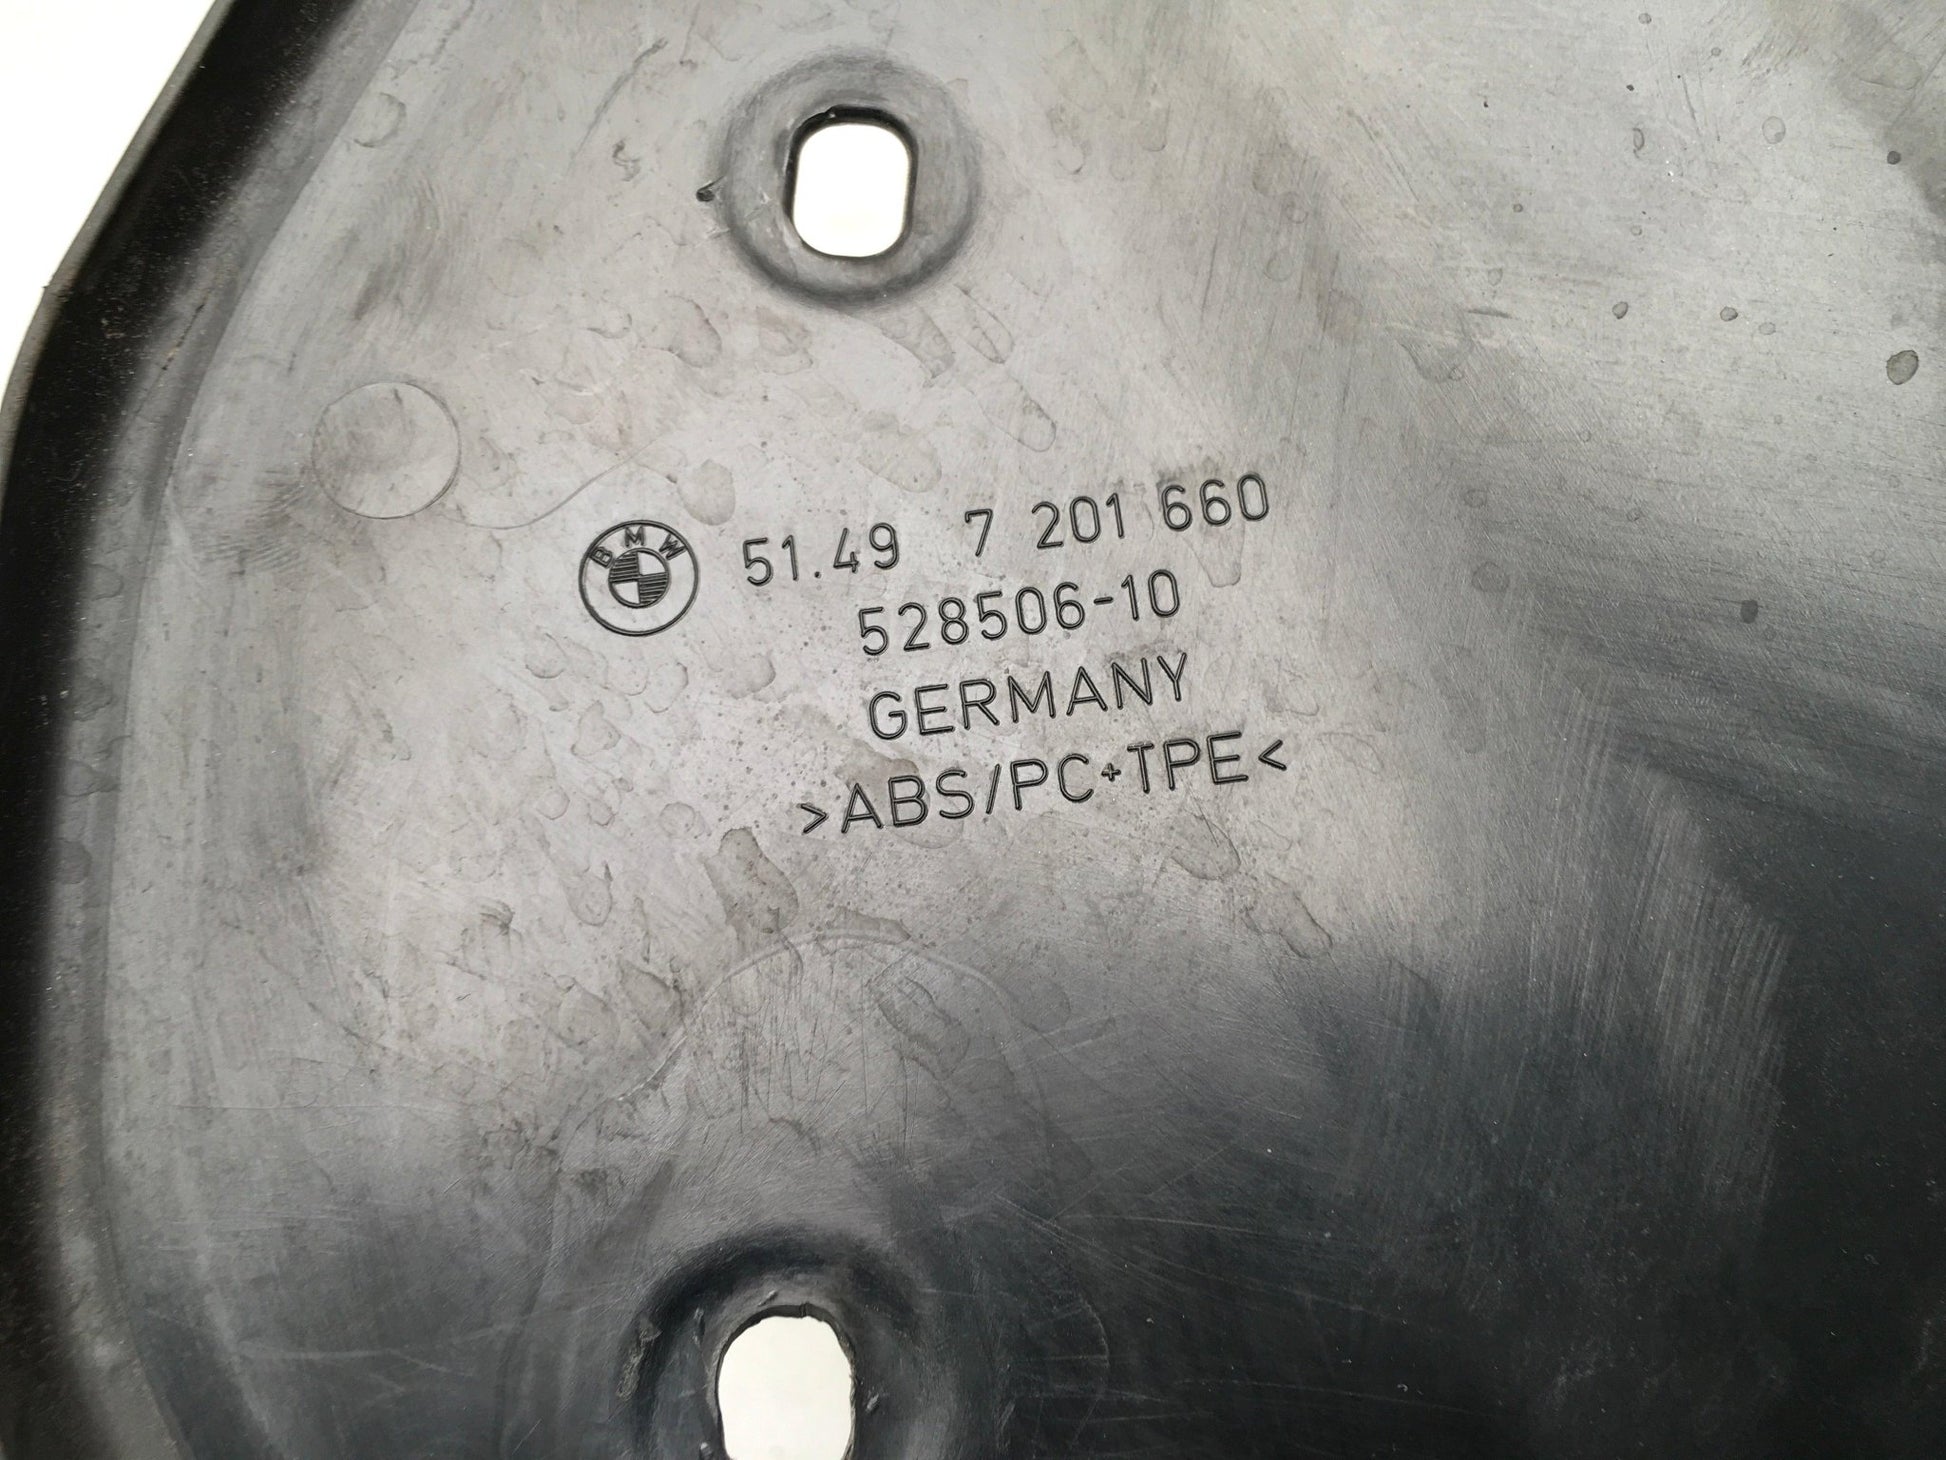 BMW 51.49 7 201 660
528506-10
GERMANY
>ABS/PC+TPE<